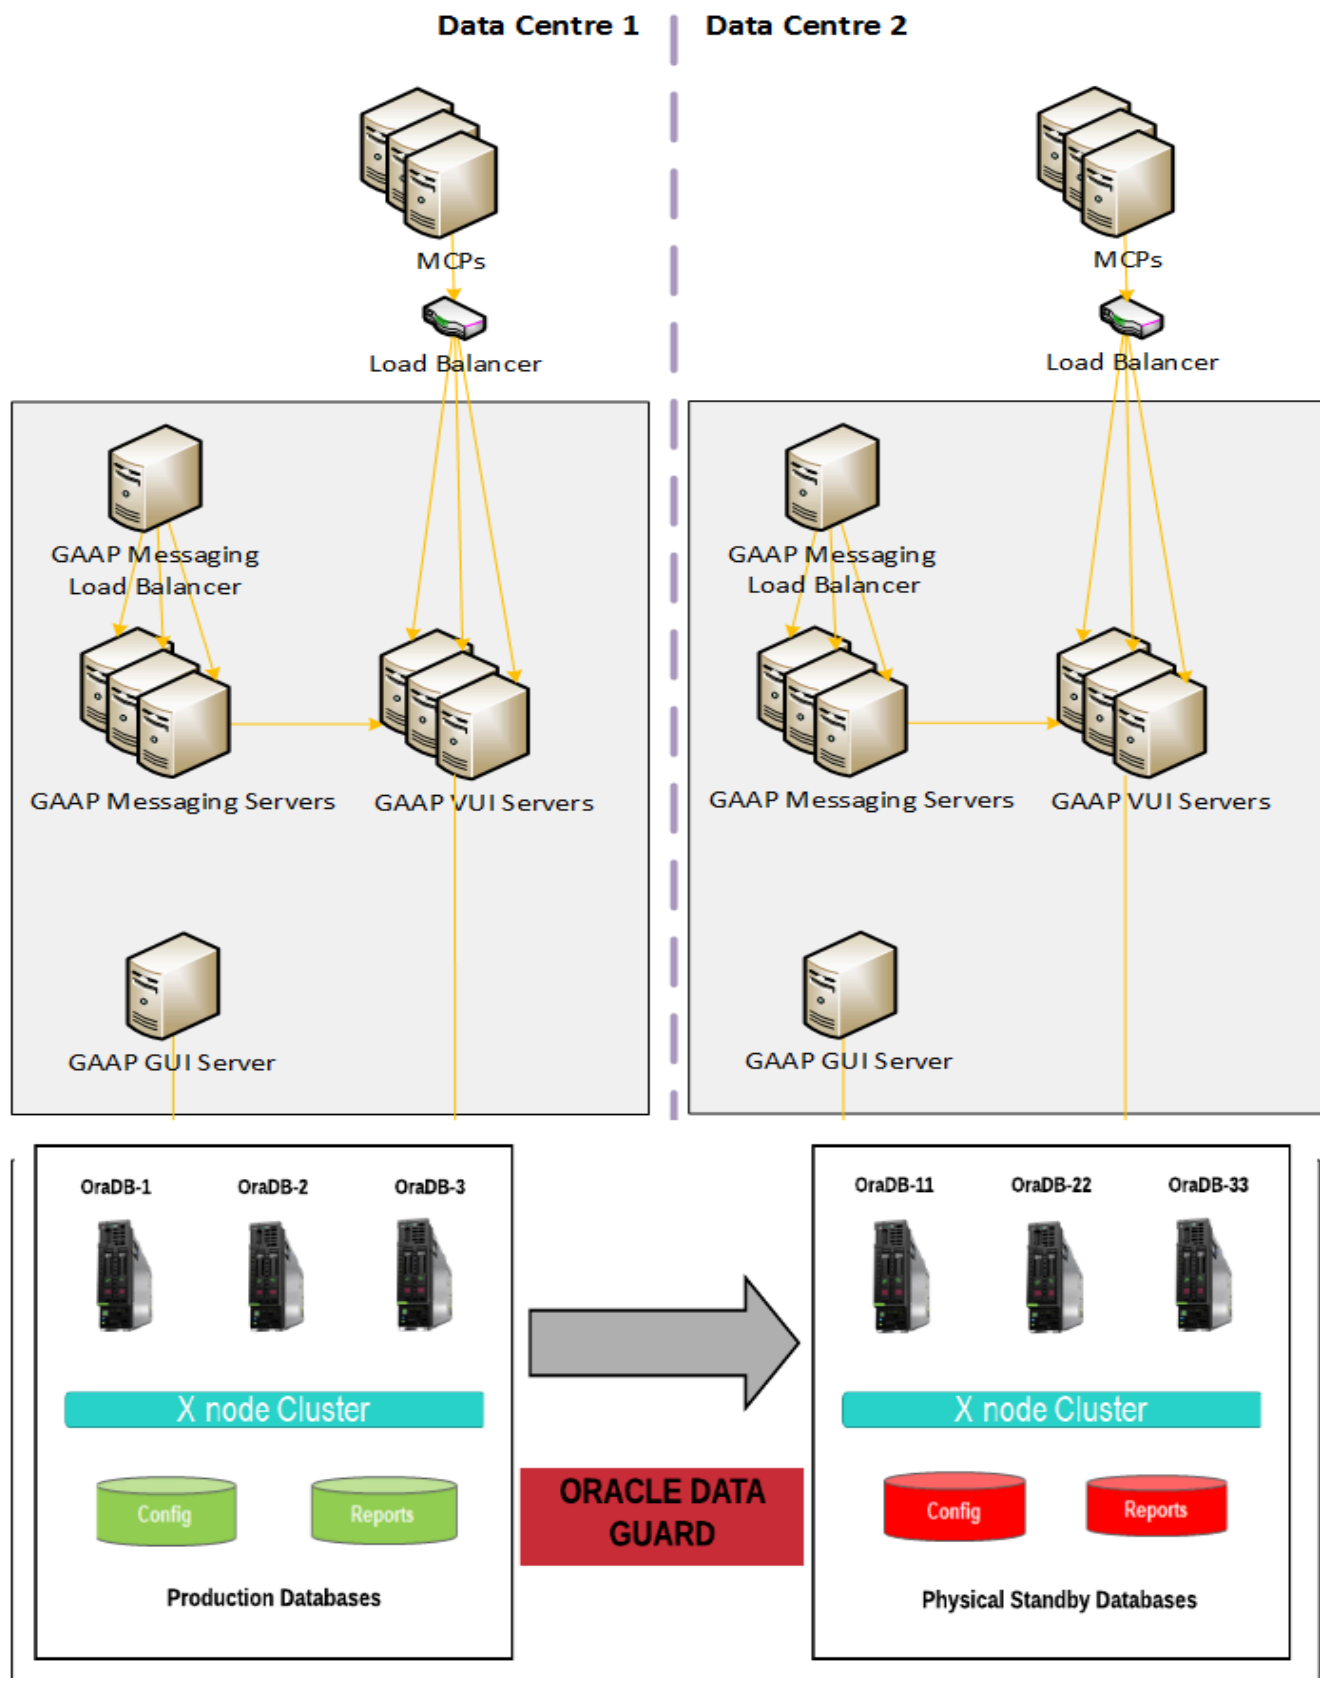 Data Centre 1
Data Centre 2
MCPs
MCPs
Load Balancer
Load Balancer
GAAP Messaging
Load Balancer
GAAP Messaging
Load Balancer
GAAP Messaging Servers
GAAP VUI Servers
GAAP Messaging Servers
GAAP VUI Servers
GAAP GUI Server
GAAP GUI Server
OraDB-1
OraDB-2
OraDB-3
OraDB-11
OraDB-22
OraDB-33
X node Cluster
X node Cluster
ORACLE DATA
GUARD
Config
Reports
Config
Reports
Production Databases
Physical Standby Databases